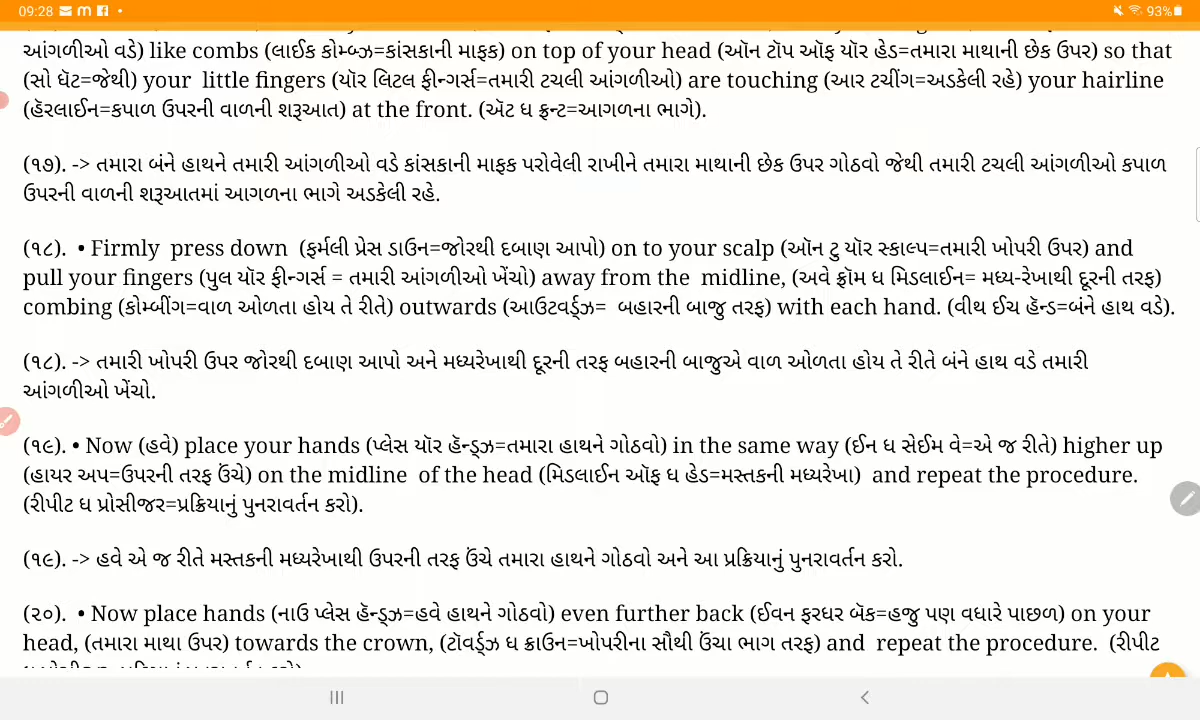 09:28
93%
આંગળીઓ વડે) like combs (લાઈક કોમ્બ્ઝ=કાંસકાની માફક) on top of your head (ઑન ટૉપ ઑફ યૉર હેડ=તમારા માથાની છેક ઉપર) so that
(સો ધૅટ=જેથી) your little fingers (યૉર લિટલ ફીન્ગર્સ=તમારી ટચલી આંગળીઓ) are touching (આર ટચીંગ=અડકેલી રહે) your hairline
(હૅરલાઈન=કપાળ ઉપરની વાળની શરૂઆત) at the front. (ઍટ ધ ફ્રન્ટ=આગળના ભાગે).
(૧૭). -> તમારા બંને હાથને તમારી આંગળીઓ વડે કાંસકાની માફક પરોવેલી રાખીને તમારા માથાની છેક ઉપર ગોઠવો જેથી તમારી ટચલી આંગળીઓ કપાળ
ઉપરની વાળની શરૂઆતમાં આગળના ભાગે અડકેલી રહે.
(૧૮). • Firmly press down (ફર્મલી પ્રેસ ડાઉન=જોરથી દબાણ આપો) on to your scalp (ઑન ટુ યૉર સ્કાલ્પ=તમારી ખોપરી ઉપર) and
pull your fingers (પુલ યૉર ફીન્ગર્સ = તમારી આંગળીઓ ખેંચો) away from the midline, (અવે ફ્રૉમ ધ મિડલાઈન= મધ્ય-રેખાથી દૂરની તરફ)
combing (કોમ્બીંગ=વાળ ઓળતા હોય તે રીતે) outwards (આઉટવર્ડ્ઝ= બહારની બાજુ તરફ) with each hand. (વીથ ઈચ હૅન્ડ=બંને હાથ વડે).
(૧૮). -> તમારી ખોપરી ઉપર જોરથી દબાણ આપો અને મધ્યરેખાથી દૂરની તરફ બહારની બાજુએ વાળ ઓળતા હોય તે રીતે બંને હાથ વડે તમારી
આંગળીઓ ખેંચો.
(૧૯). • Now (હવે) place your hands (પ્લેસ યૉર હૅન્ડ્ઝ=તમારા હાથને ગોઠવો) in the same way (ઈન ધ સેઈમ વે=એ જ રીતે) higher up
(હાયર અપ=ઉપરની તરફ ઉંચે) on the midline of the head (મિડલાઈન ઑફ ધ હેડ=મસ્તકની મધ્યરેખા) and repeat the procedure.
(રીપીટ ધ પ્રોસીજર=પ્રક્રિયાનું પુનરાવર્તન કરો).
(૧૯). -> હવે એ જ રીતે મસ્તકની મધ્યરેખાથી ઉપરની તરફ ઉંચે તમારા હાથને ગોઠવો અને આ પ્રક્રિયાનું પુનરાવર્તન કરો.
(૨૦). • Now place hands (નાઉ પ્લેસ હૅન્ડ્ઝ=હવે હાથને ગોઠવો) even further back (ઈવન ફરધર બૅક=હજુ પણ વધારે પાછળ) on your
head, (તમારા માથા ઉપર) towards the crown, (ટૉવર્ડ્ઝ ધ ક્રાઉન=ખોપરીના સૌથી ઉંચા ભાગ તરફ) and repeat the procedure. (રીપીટ